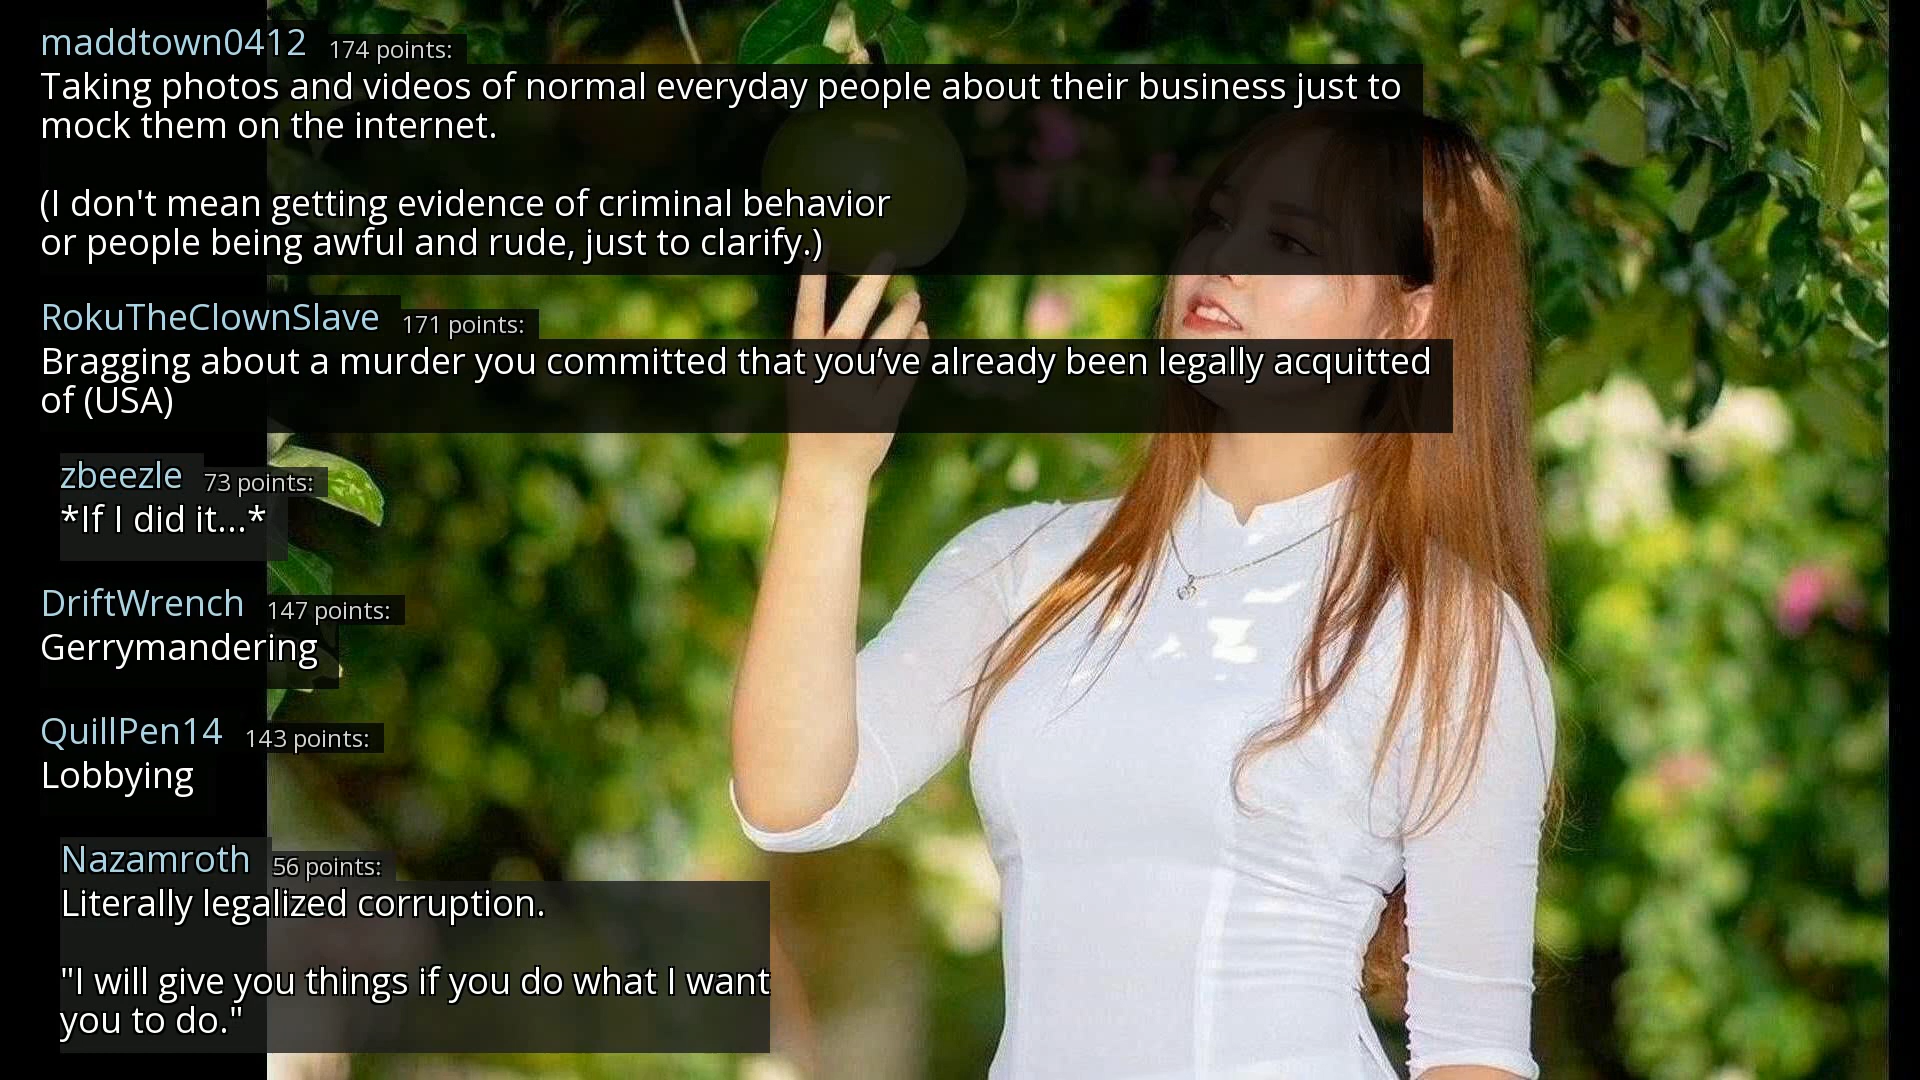 maddtown0412 174 points:
Taking photos and videos of normal everyday people about their business just to
mock them on the internet.
(I don't mean getting evidence of criminal behavior
or people being awful and rude, just to clarify.)
RokuTheClownSlave 171 points:
Bragging about a murder you committed that you’ve already been legally acquitted
of (USA)
zbeezle 73 points:
*If I did it...*
DriftWrench 147 points:
Gerrymandering
QuillPen14 143 points:
Lobbying
Nazamroth 56 points:
Literally legalized corruption.
"I will give you things if you do what I want
you to do."